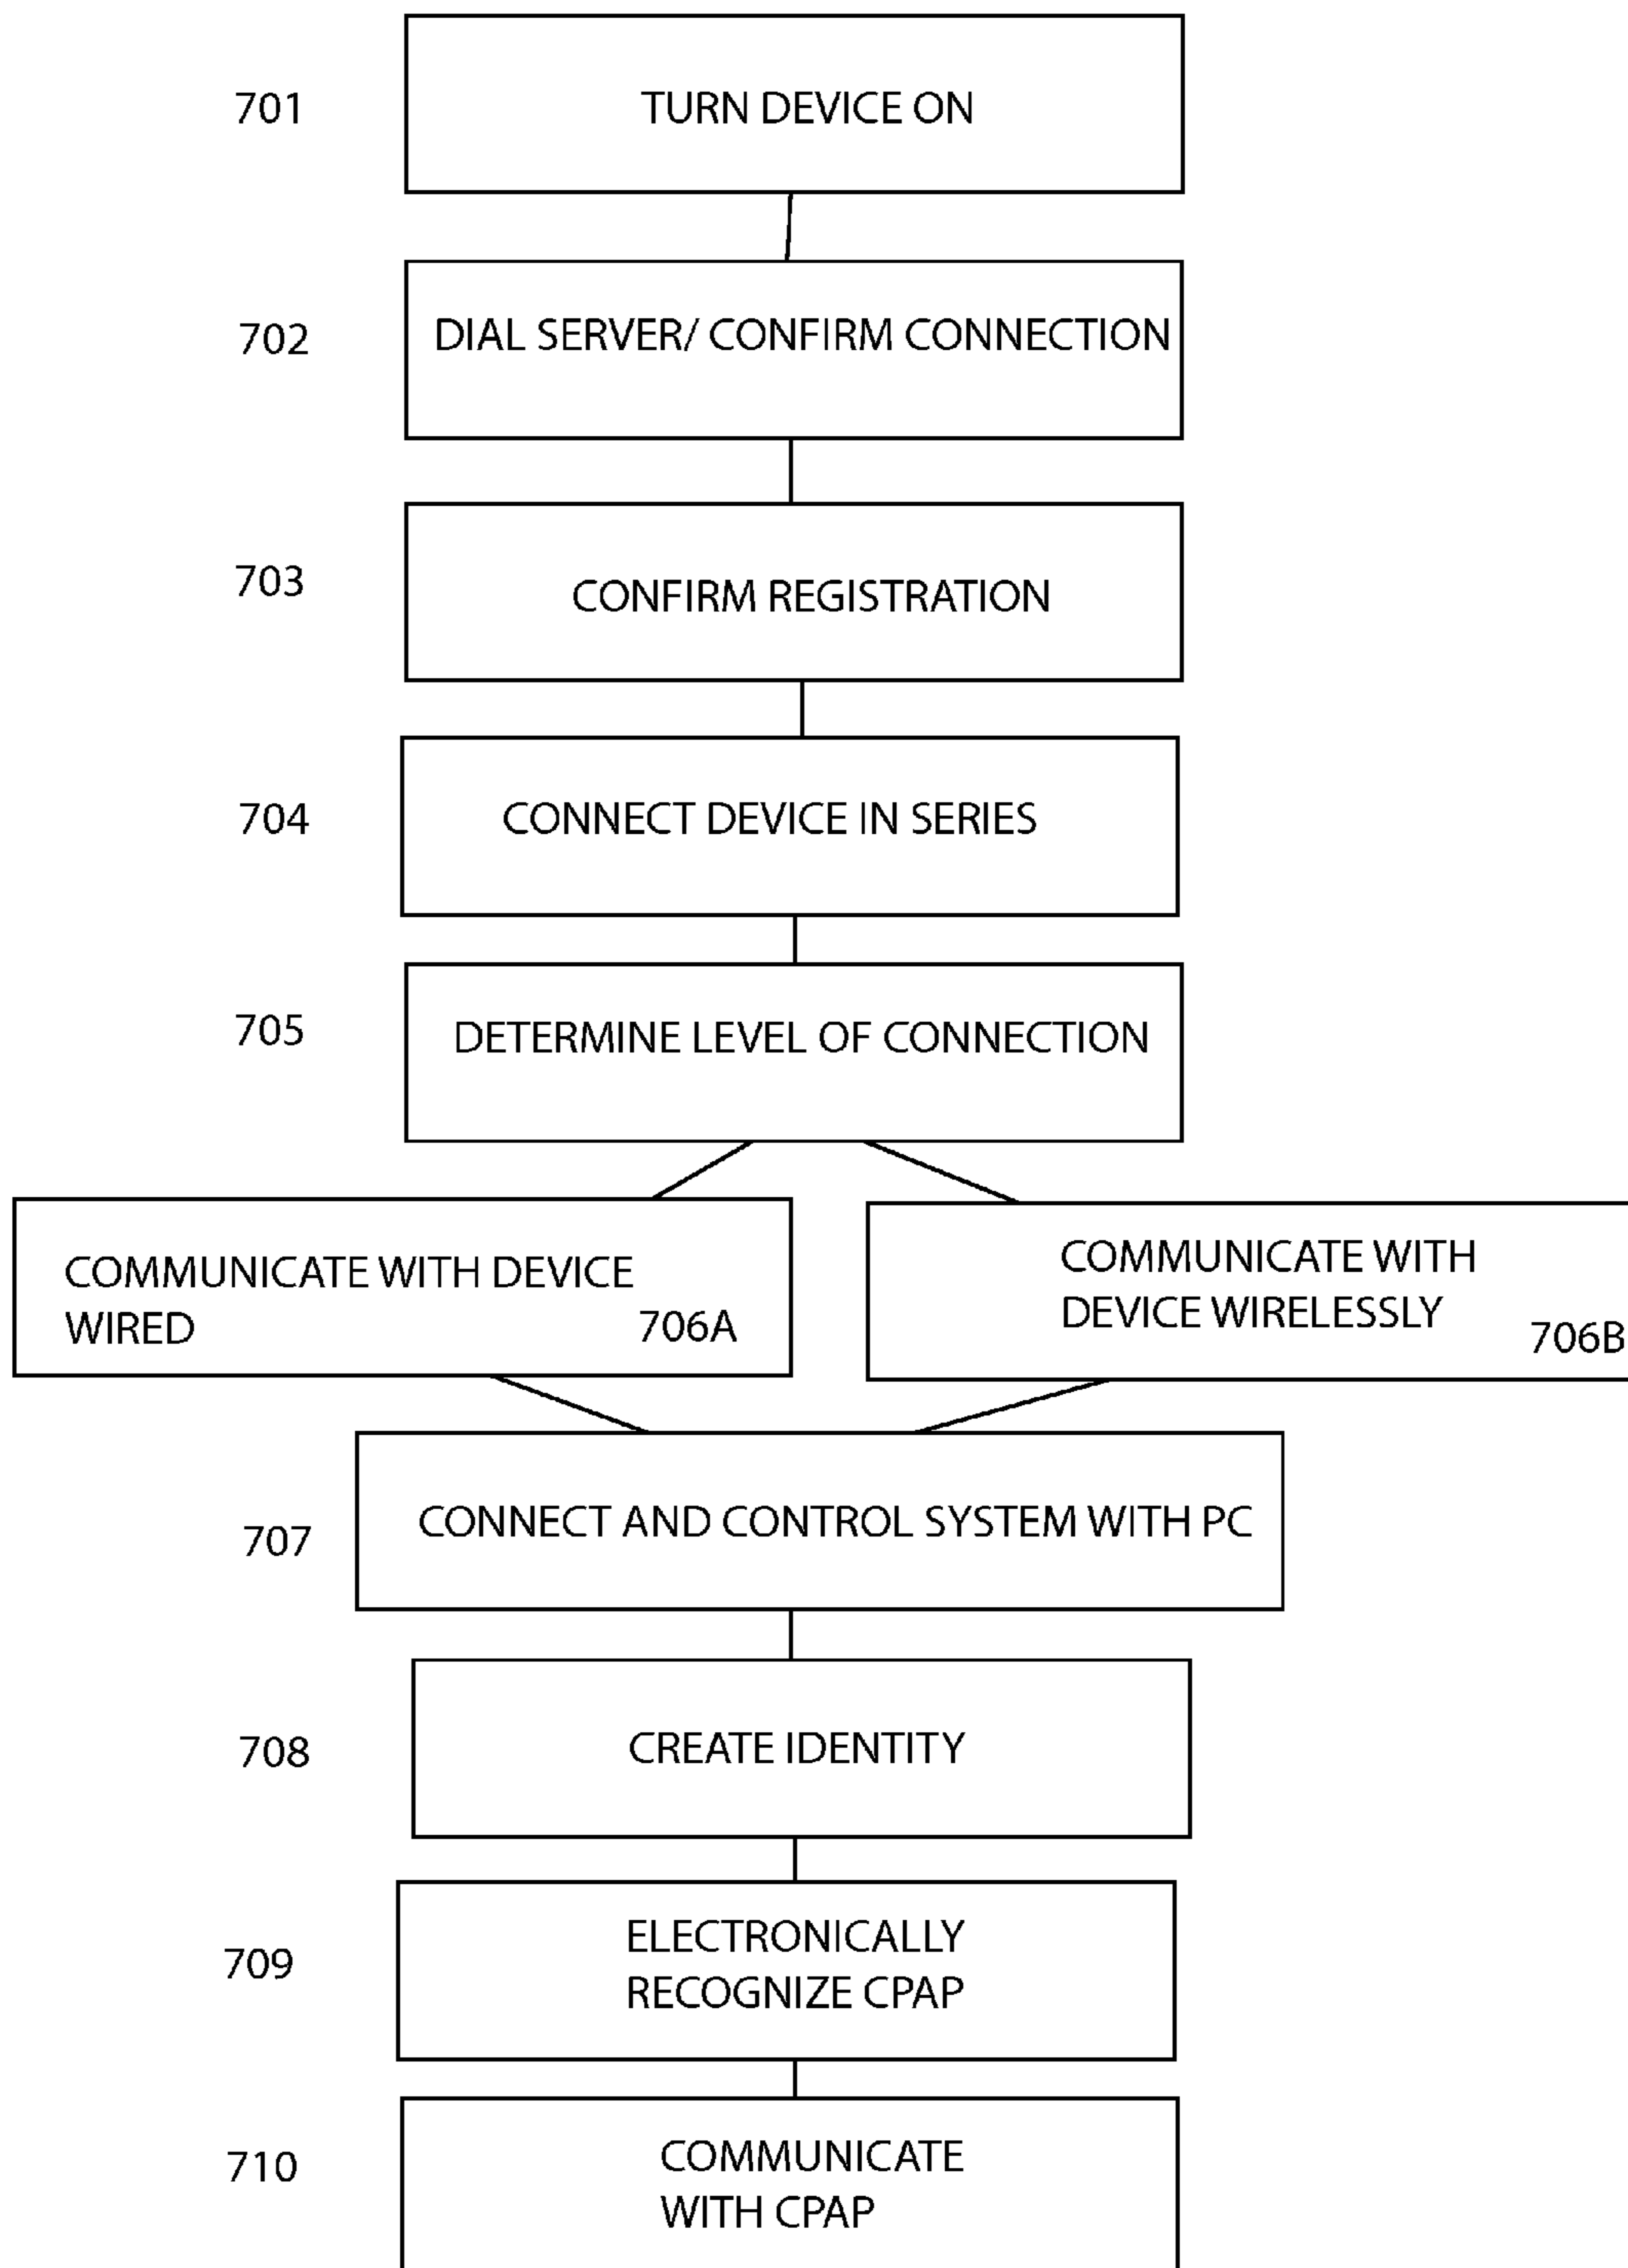 701
TURN DEVICE ON
702
DIAL SERVER/ CONFIRM CONNECTION
703
CONFIRM REGISTRATION
704
CONNECT DEVICE IN SERIES
705
DETERMINE LEVEL OF CONNECTION
COMMUNICATE WITH DEVICE
WIRED
706A
COMMUNICATE WITH
DEVICE WIRELESSLY
706B
707
CONNECT AND CONTROL SYSTEM WITH PC
708
CREATE IDENTITY
709
ELECTRONICALLY
RECOGNIZE CPAP
710
COMMUNICATE
WITH CPAP